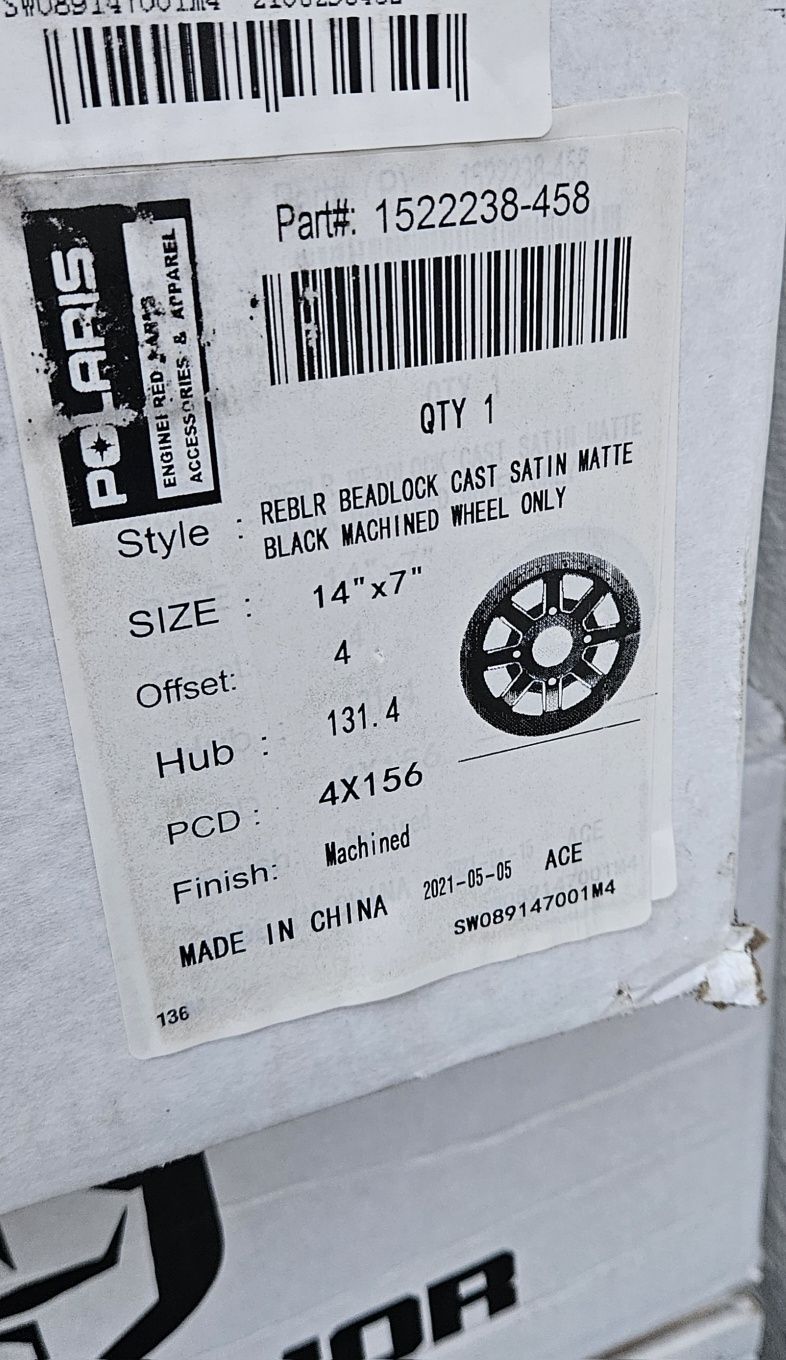 Part#: 1522238-458
POLARIS
ENGINEERED PARTS
ACCESSORIES & APPAREL
QTY 1
Style : REBLR BEADLOCK CAST SATIN MATTE
BLACK MACHINED WHEEL ONLY
SIZE : 14"x7"
Offset: 4
Hub : 131.4
PCD : 4X156
Finish: Machined
MADE IN CHINA 2021-05-05 ACE
SW089147001M4
136